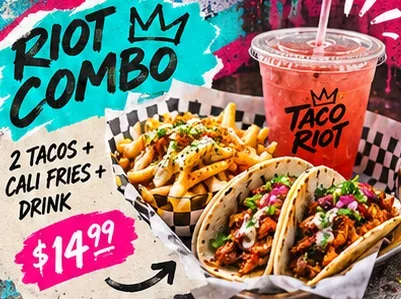 RIOT
COMBO
2 TACOS +
CALI FRIES +
DRINK
$14.99
TACO
RIOT